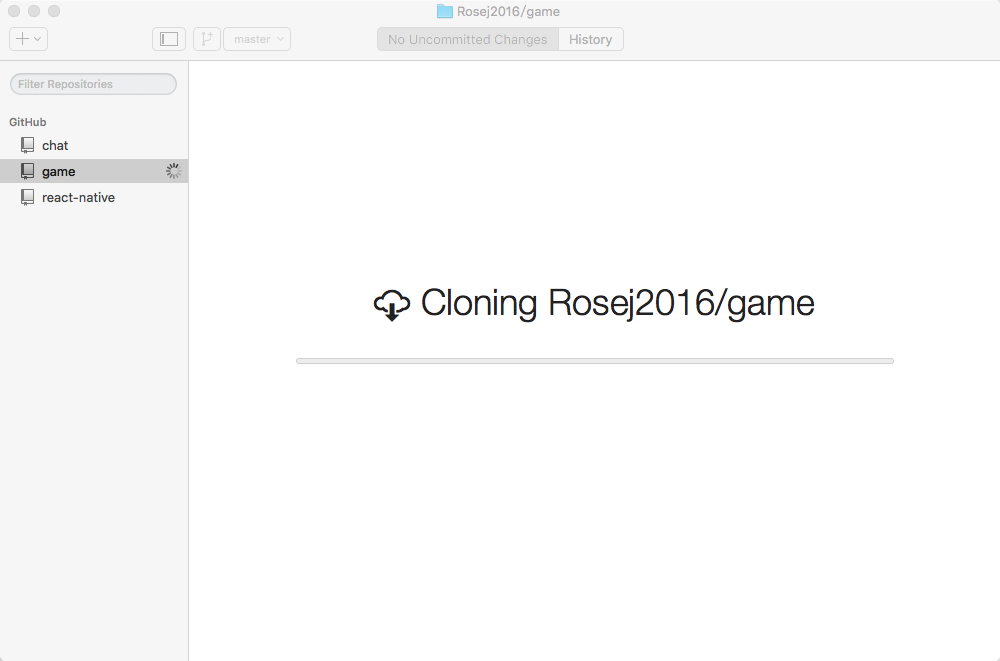 Rosej2016/game
master
No Uncommitted Changes
History
Filter Repositories
GitHub
chat
game
react-native
Cloning Rosej2016/game